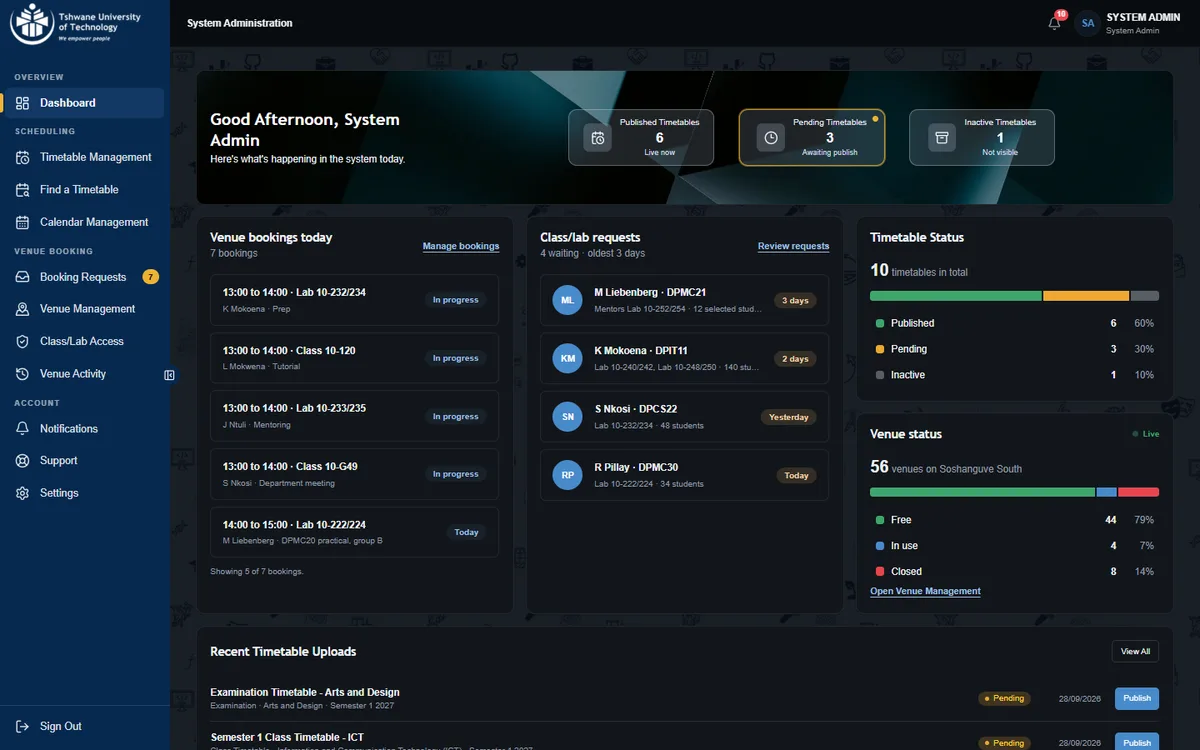 Tshwane University
of Technology
We empower people
System Administration
10
SA
SYSTEM ADMIN
System Admin
OVERVIEW
Dashboard
SCHEDULING
Timetable Management
Find a Timetable
Calendar Management
VENUE BOOKING
Booking Requests
7
Venue Management
Class/Lab Access
Venue Activity
ACCOUNT
Notifications
Support
Settings
Sign Out
Good Afternoon, System
Admin
Here's what's happening in the system today.
Published Timetables
6
Live now
Pending Timetables
3
Awaiting publish
Inactive Timetables
1
Not visible
Venue bookings today
7 bookings
Manage bookings
13:00 to 14:00 · Lab 10-232/234
K Mokoena · Prep
In progress
13:00 to 14:00 · Class 10-120
L Mokwena · Tutorial
In progress
13:00 to 14:00 · Lab 10-233/235
J Ntuli · Mentoring
In progress
13:00 to 14:00 · Class 10-G49
S Nkosi · Department meeting
In progress
14:00 to 15:00 · Lab 10-222/224
M Liebenberg · DPMC20 practical, group B
Today
Showing 5 of 7 bookings.
Class/lab requests
4 waiting · oldest 3 days
Review requests
ML
M Liebenberg · DPMC21
Mentors Lab 10-252/254 · 12 selected stud...
3 days
KM
K Mokoena · DPIT11
Lab 10-240/242, Lab 10-248/250 · 140 stu...
2 days
SN
S Nkosi · DPCS22
Lab 10-232/234 · 48 students
Yesterday
RP
R Pillay · DPMC30
Lab 10-222/224 · 34 students
Today
Timetable Status
10 timetables in total
Published 6 60%
Pending 3 30%
Inactive 1 10%
Venue status
Live
56 venues on Soshanguve South
Free 44 79%
In use 4 7%
Closed 8 14%
Open Venue Management
Recent Timetable Uploads
View All
Examination Timetable - Arts and Design
Examination · Arts and Design · Semester 1 2027
Pending
28/09/2026
Publish
Semester 1 Class Timetable - ICT
Class Timetable · Information and Communication Technology (ICT) · Semester 1 2027
Pending
28/09/2026
Publish